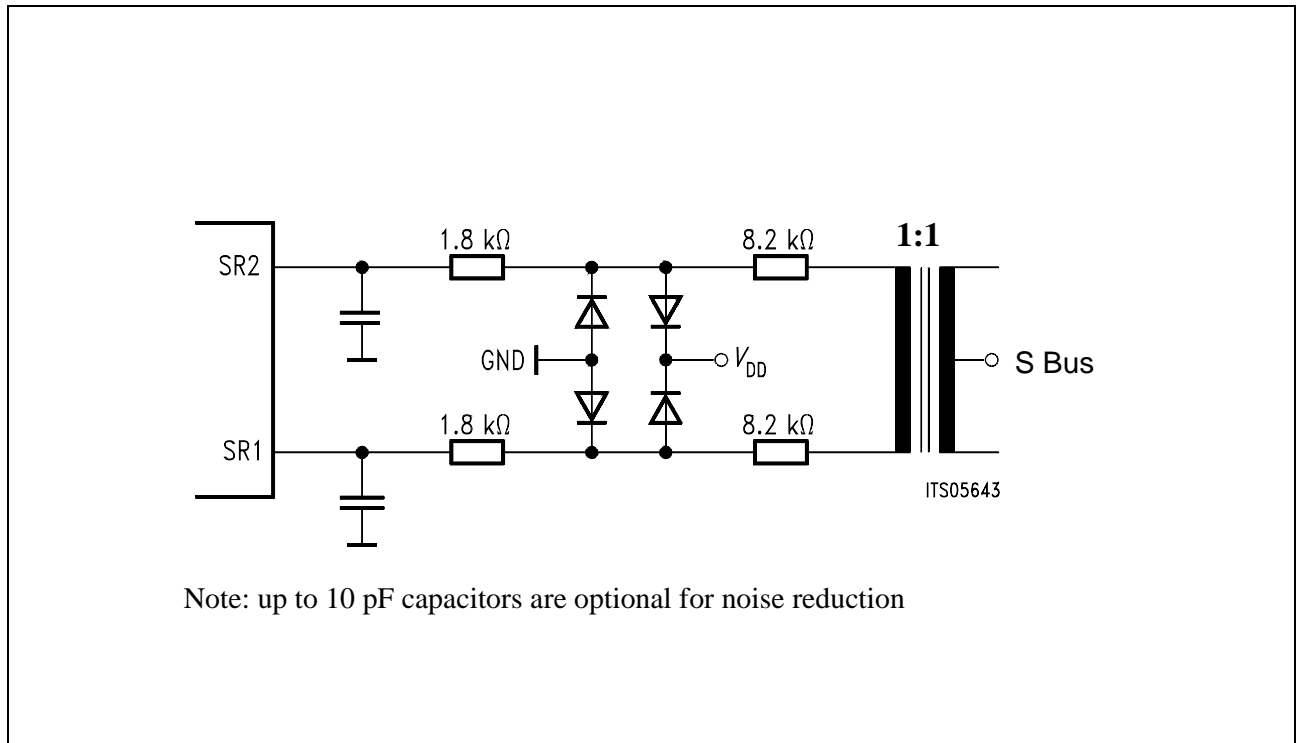 1.8 kΩ
8.2 kΩ
1:1
SR2
GND
VDD
S Bus
1.8 kΩ
8.2 kΩ
SR1
ITS05643
Note: up to 10 pF capacitors are optional for noise reduction